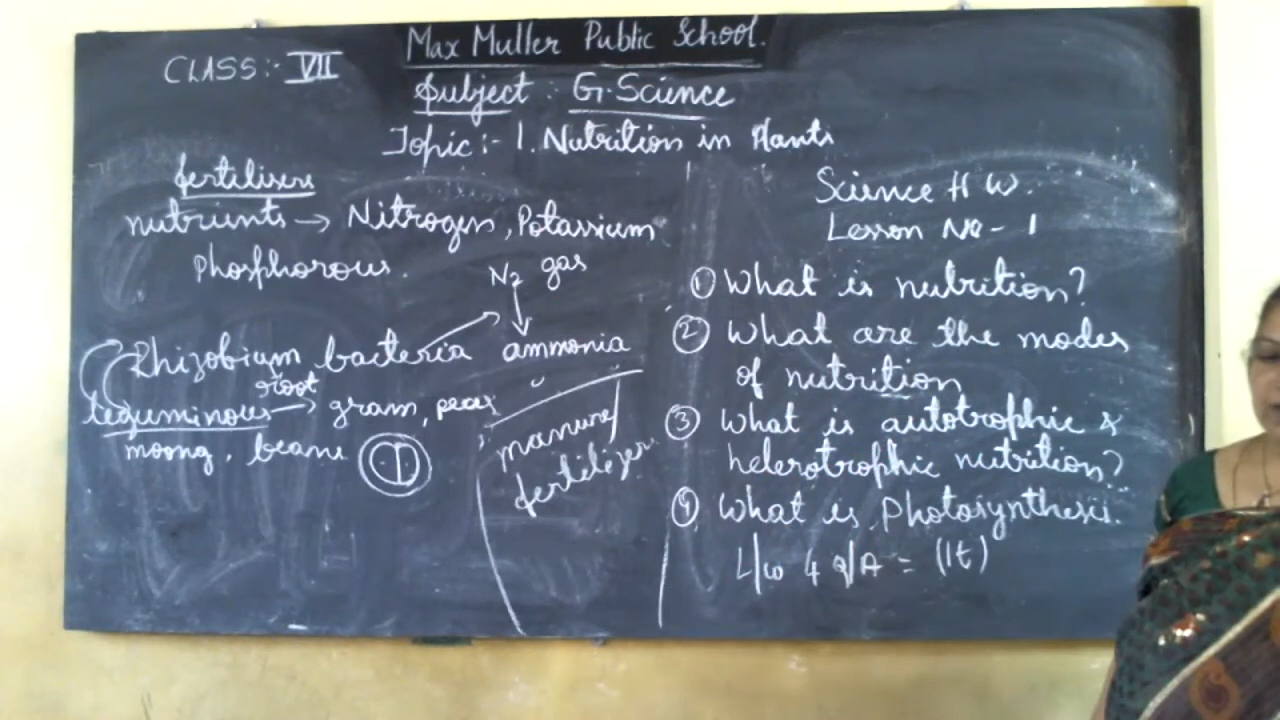 Max Muller Public School.
CLASS:- VII
Subject : G.Science
Topic:- 1. Nutrition in Plants
fertilisers
nutrients → Nitrogen, Potassium
Phosphorous.
N2 gas
Rhizobium bacteria ammonia
root
leguminous → gram, peas
moong, beans
manure/
fertilizer
Science H W.
Lesson No - 1
① What is nutrition?
② What are the modes
of nutrition
③ What is autotrophic &
heterotrophic nutrition?
④ What is Photosynthesis.
L/w 4 Q/A = (1t)